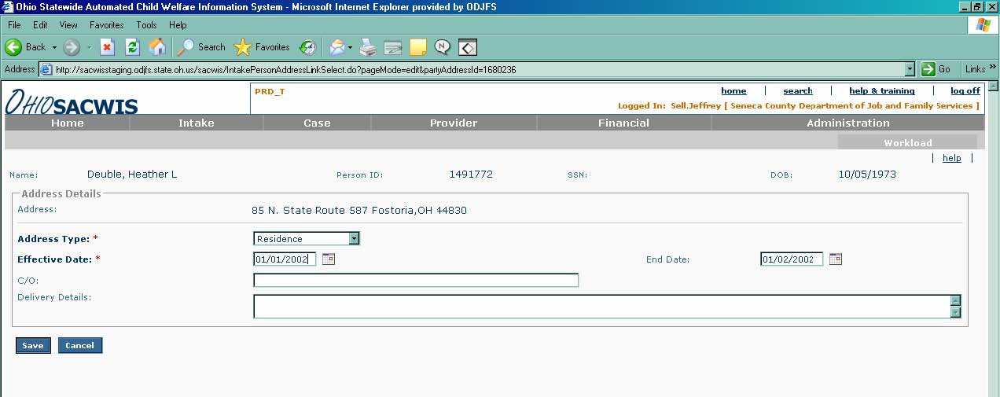 Ohio Statewide Automated Child Welfare Information System - Microsoft Internet Explorer provided by ODJFS
File Edit View Favorites Tools Help
Back Search Favorites
Address http://sacwisstaging.odjfs.state.oh.us/sacwis/IntakePersonAddressLinkSelect.do?pageMode=edit&partyAddressId=1680236 Go Links »
OHIOSACWIS PRD_T home | search | help & training | log off
Logged In: Sell,Jeffrey [ Seneca County Department of Job and Family Services ]
Home Intake Case Provider Financial Administration
Workload
| help |
Name: Deuble, Heather L Person ID: 1491772 SSN: DOB: 10/05/1973
Address Details
Address: 85 N. State Route 587 Fostoria,OH 44830
Address Type: * Residence
Effective Date: * 01/01/2002 End Date: 01/02/2002
C/O:
Delivery Details:
Save Cancel